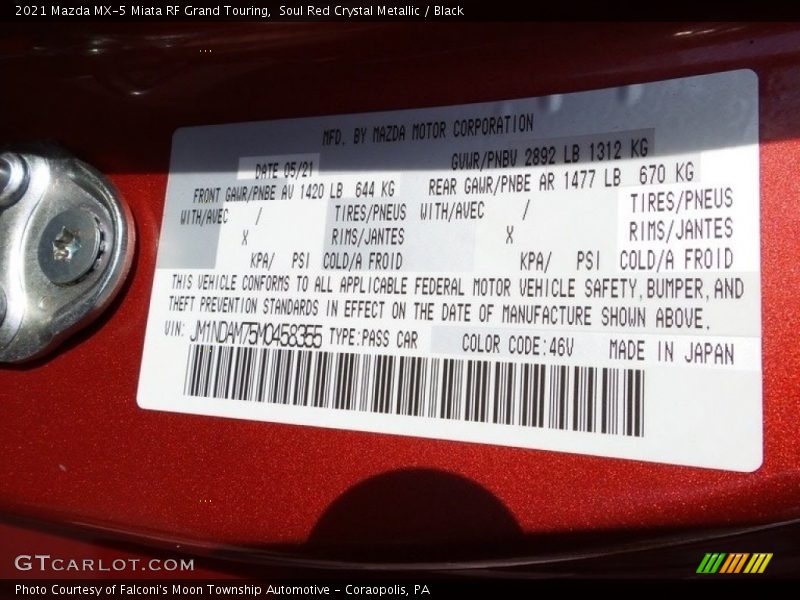 2021 Mazda MX-5 Miata RF Grand Touring,  Soul Red Crystal Metallic / Black
MFD. BY MAZDA MOTOR CORPORATION
DATE 05/21 GVWR/PNBV 2892 LB 1312 KG
FRONT GAWR/PNBE AV 1420 LB 644 KG REAR GAWR/PNBE AR 1477 LB 670 KG
WITH/AVEC / TIRES/PNEUS WITH/AVEC / TIRES/PNEUS
X RIMS/JANTES X RIMS/JANTES
KPA/ PSI COLD/A FROID KPA/ PSI COLD/A FROID
THIS VEHICLE CONFORMS TO ALL APPLICABLE FEDERAL MOTOR VEHICLE SAFETY, BUMPER, AND
THEFT PREVENTION STANDARDS IN EFFECT ON THE DATE OF MANUFACTURE SHOWN ABOVE.
VIN: JM1NDAM75M0458355 TYPE:PASS CAR COLOR CODE:46V MADE IN JAPAN
GTCARLOT.COM
Photo Courtesy of Falconi's Moon Township Automotive - Coraopolis, PA